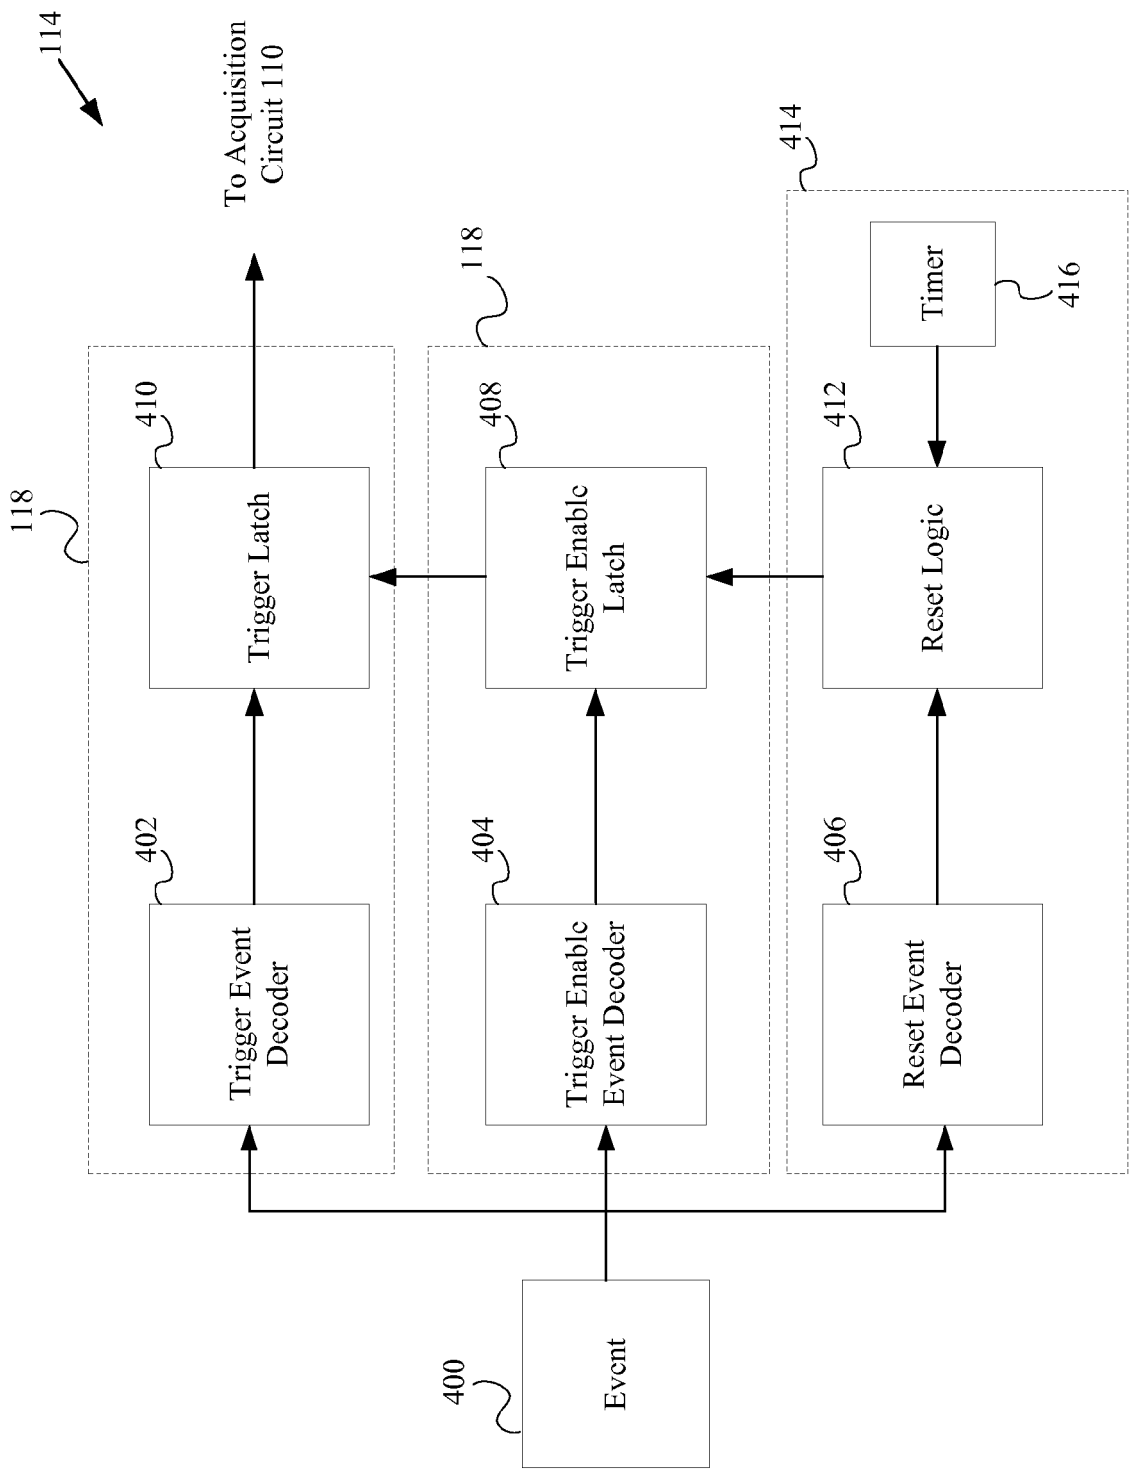 114
To Acquisition
Circuit 110
118
410
Trigger Latch
402
Trigger Event
Decoder
118
408
Trigger Enable
Latch
404
Trigger Enable
Event Decoder
400
Event
414
Timer
416
412
Reset Logic
406
Reset Event
Decoder